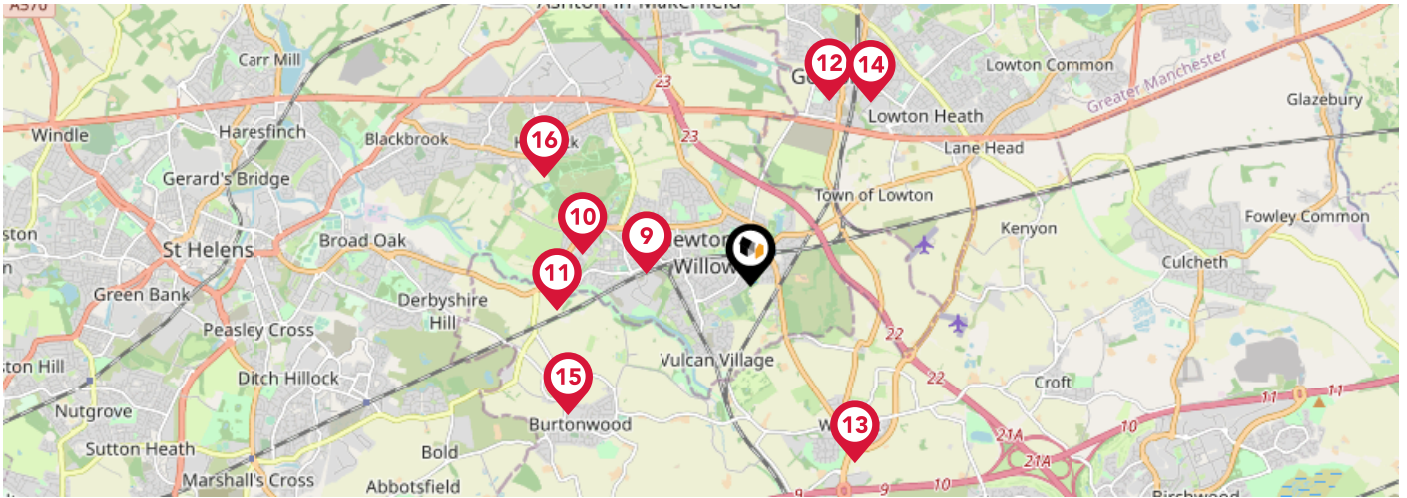 A570
Ashton in Makerfield
Carr Mill
23
12
14
Lowton Common
Greater Manchester
Glazebury
Windle
Haresfinch
Blackbrook
16
23
Lowton Heath
Lane Head
Gerard's Bridge
Town of Lowton
10
9
Fowley Common
St Helens
Broad Oak
Newton
Willow
Kenyon
Culcheth
11
Green Bank
Derbyshire
Hill
Peasley Cross
22
Vulcan Village
22
Ditch Hillock
15
Croft
11
11
Nutgrove
Burtonwood
13
10
Sutton Heath
Bold
21A
21A
Marshall's Cross
Abbotsfield
9
9
10
Birchwood